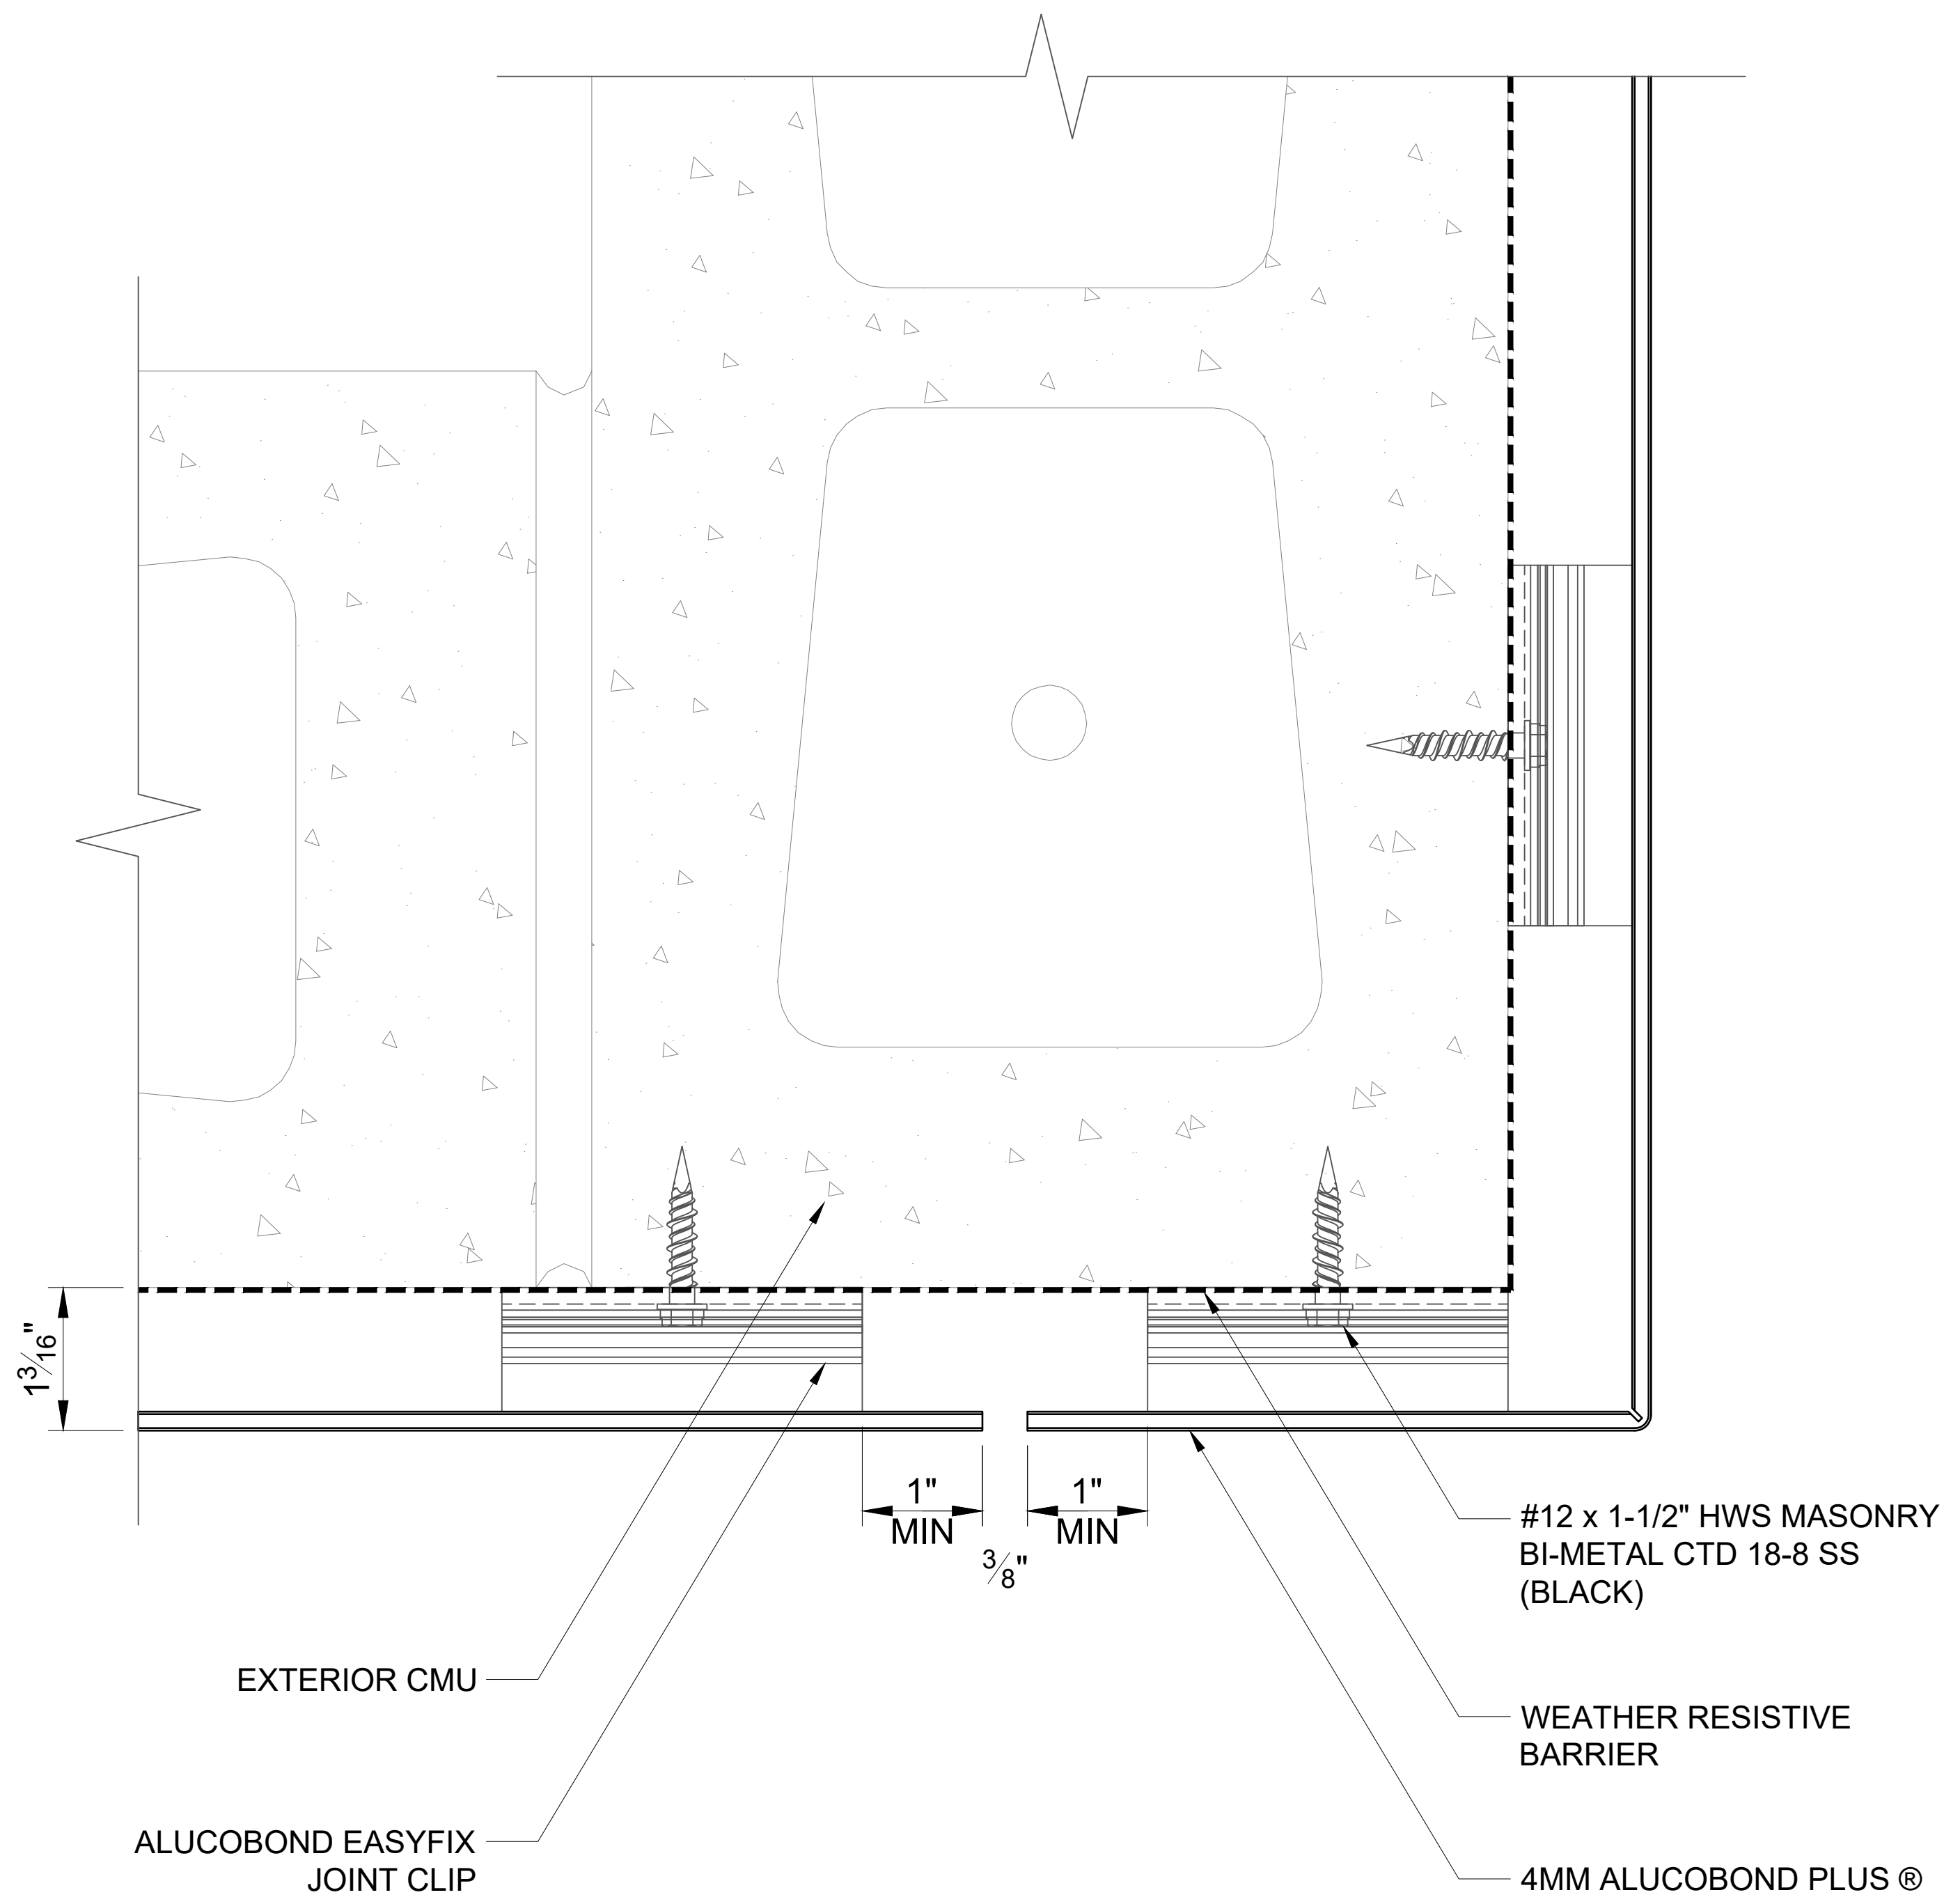 1 3/16"
1"
MIN
1"
MIN
3/8"
#12 x 1-1/2" HWS MASONRY
BI-METAL CTD 18-8 SS
(BLACK)
EXTERIOR CMU
WEATHER RESISTIVE
BARRIER
ALUCOBOND EASYFIX
JOINT CLIP
4MM ALUCOBOND PLUS ®